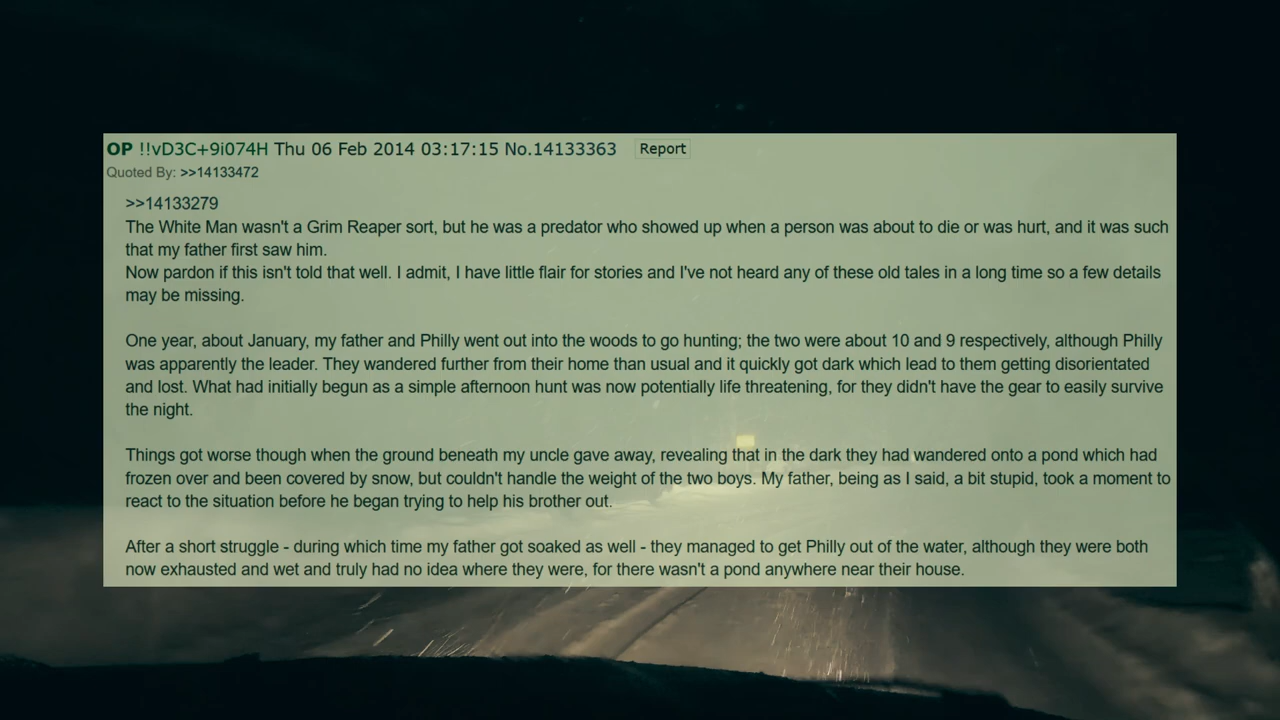 OP !!vD3C+9i074H Thu 06 Feb 2014 03:17:15 No.14133363 Report
Quoted By: >>14133472
>>14133279
The White Man wasn't a Grim Reaper sort, but he was a predator who showed up when a person was about to die or was hurt, and it was such
that my father first saw him.
Now pardon if this isn't told that well. I admit, I have little flair for stories and I've not heard any of these old tales in a long time so a few details
may be missing.
One year, about January, my father and Philly went out into the woods to go hunting; the two were about 10 and 9 respectively, although Philly
was apparently the leader. They wandered further from their home than usual and it quickly got dark which lead to them getting disoriented
and lost. What had initially begun as a simple afternoon hunt was now potentially life threatening, for they didn't have the gear to easily survive
the night.
Things got worse though when the ground beneath my uncle gave away, revealing that in the dark they had wandered onto a pond which had
frozen over and been covered by snow, but couldn't handle the weight of the two boys. My father, being as I said, a bit stupid, took a moment to
react to the situation before he began trying to help his brother out.
After a short struggle - during which time my father got soaked as well - they managed to get Philly out of the water, although they were both
now exhausted and wet and truly had no idea where they were, for there wasn't a pond anywhere near their house.